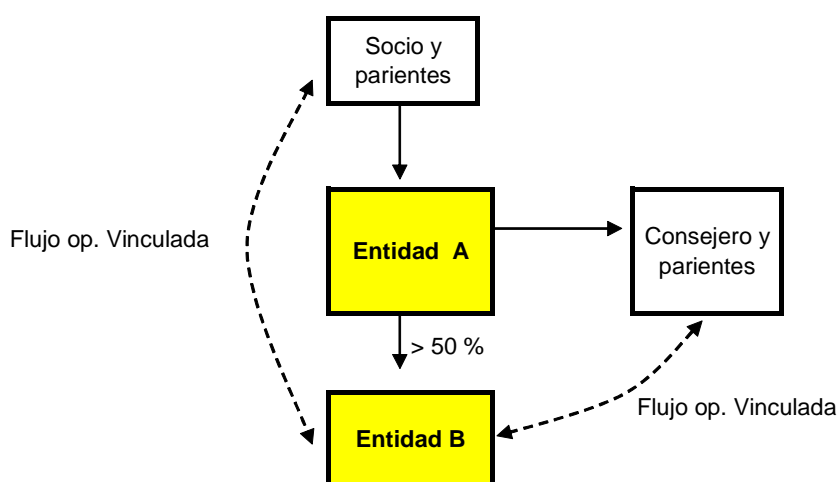 Socio y
parientes
Flujo op. Vinculada
Entidad A
Consejero y
parientes
> 50 %
Flujo op. Vinculada
Entidad B